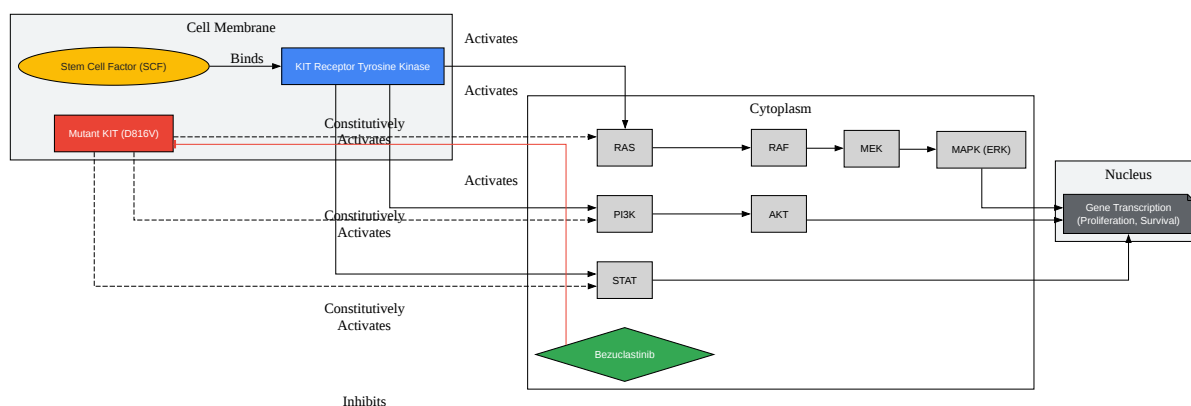 Cell Membrane
Activates
Stem Cell Factor (SCF)
Binds
KIT Receptor Tyrosine Kinase
Activates
Cytoplasm
Mutant KIT (D816V)
Constitutively
Activates
RAS
RAF
MEK
MAPK (ERK)
Nucleus
Activates
Constitutively
Activates
PI3K
AKT
Gene Transcription
(Proliferation, Survival)
STAT
Constitutively
Activates
Bezuclastinib
Inhibits